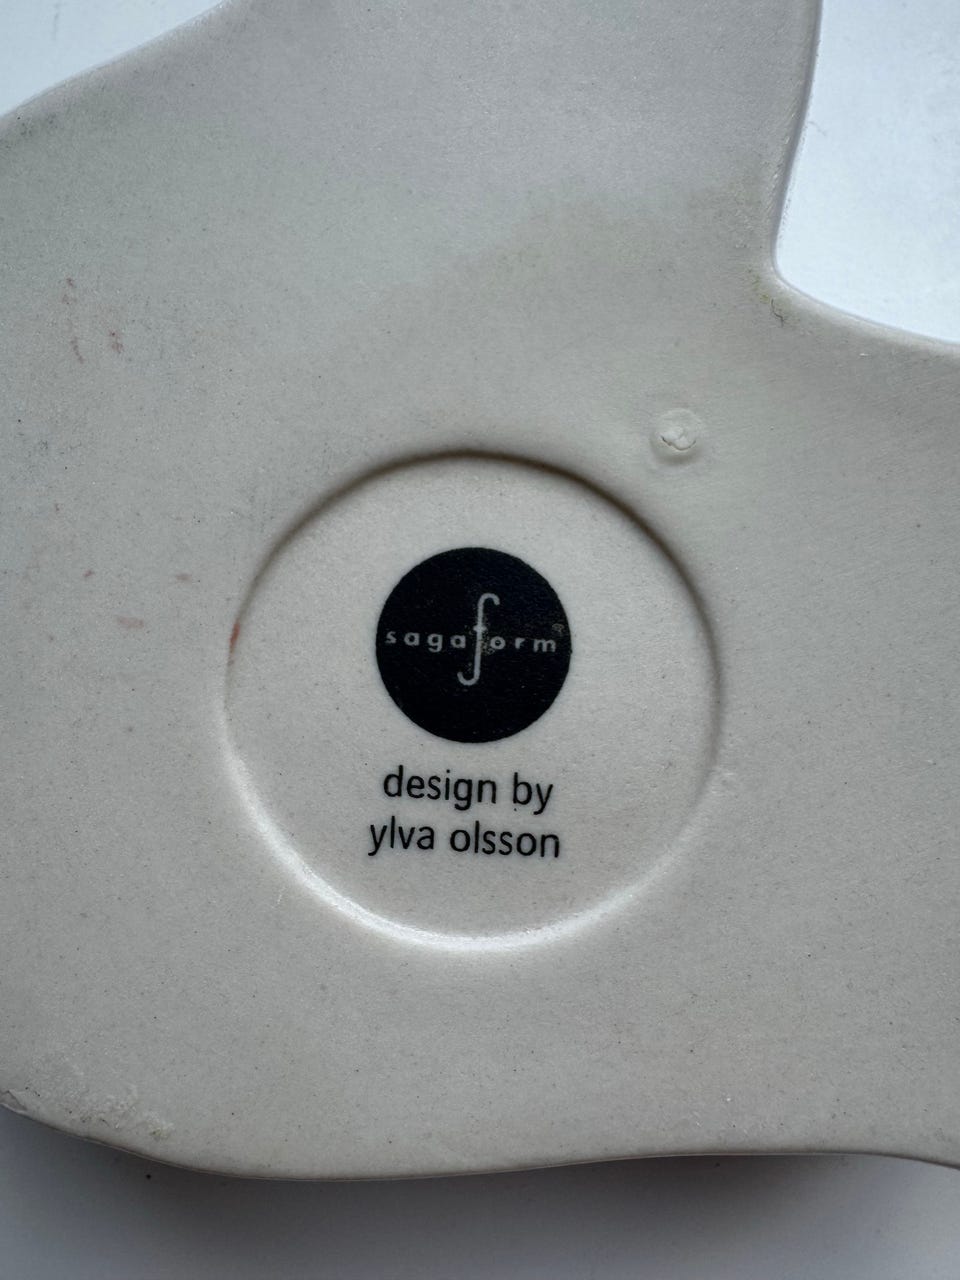 sagaform
design by
ylva olsson